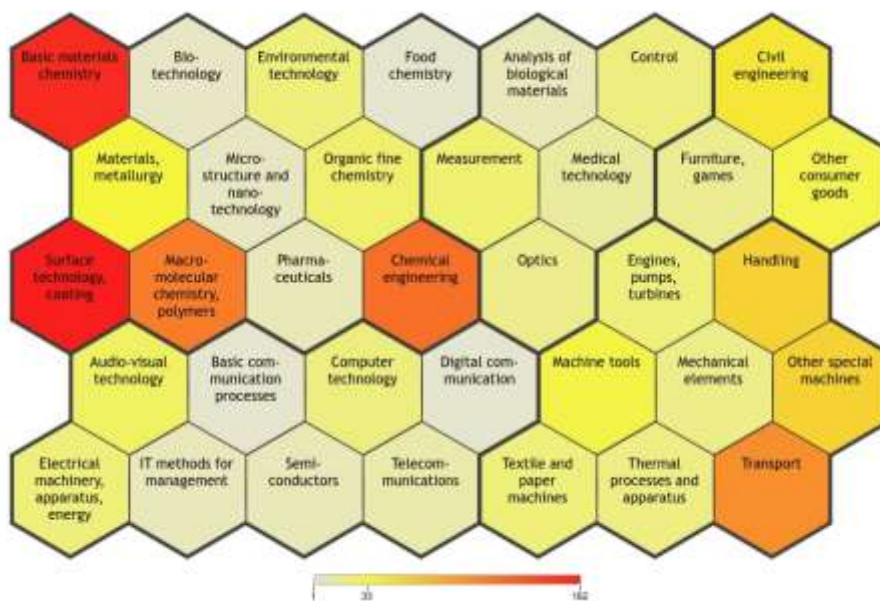 Basic materials
chemistry
Bio-
technology
Environmental
technology
Food
chemistry
Analysis of
biological
materials
Control
Civil
engineering
Materials,
metallurgy
Micro-
structure and
nano-
technology
Organic fine
chemistry
Measurement
Medical
technology
Furniture,
games
Other
consumer
goods
Surface
technology,
coating
Macro-
molecular
chemistry,
polymers
Pharma-
ceuticals
Chemical
engineering
Optics
Engines,
pumps,
turbines
Handling
Audio-visual
technology
Basic com-
munication
processes
Computer
technology
Digital com-
munication
Machine tools
Mechanical
elements
Other special
machines
Electrical
machinery,
apparatus,
energy
IT methods for
management
Semi-
conductors
Telecom-
munications
Textile and
paper
machines
Thermal
processes and
apparatus
Transport
1
33
162